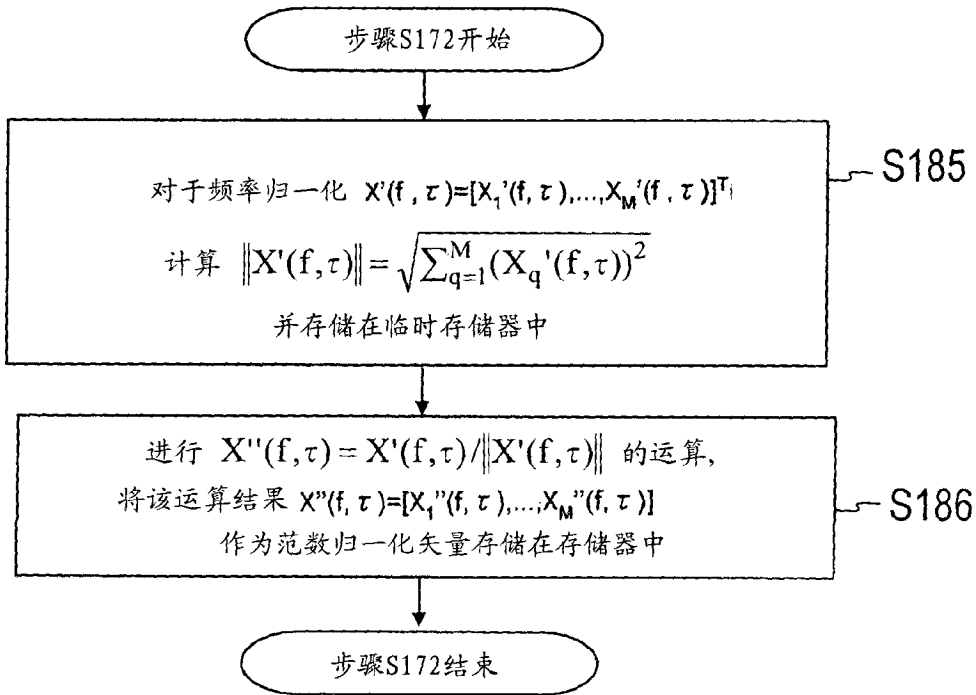 步骤S172开始
对于频率归一化 X'(f,τ)=[X₁'(f,τ),...,X_M'(f,τ)]ᵀ
S185
计算 ‖X'(f,τ)‖=√∑_{q=1}^{M}(X_q'(f,τ))²
并存储在临时存储器中
进行 X''(f,τ)=X'(f,τ)/‖X'(f,τ)‖ 的运算,
将该运算结果 X''(f,τ)=[X₁''(f,τ),...,X_M''(f,τ)]
S186
作为范数归一化矢量存储在存储器中
步骤S172结束